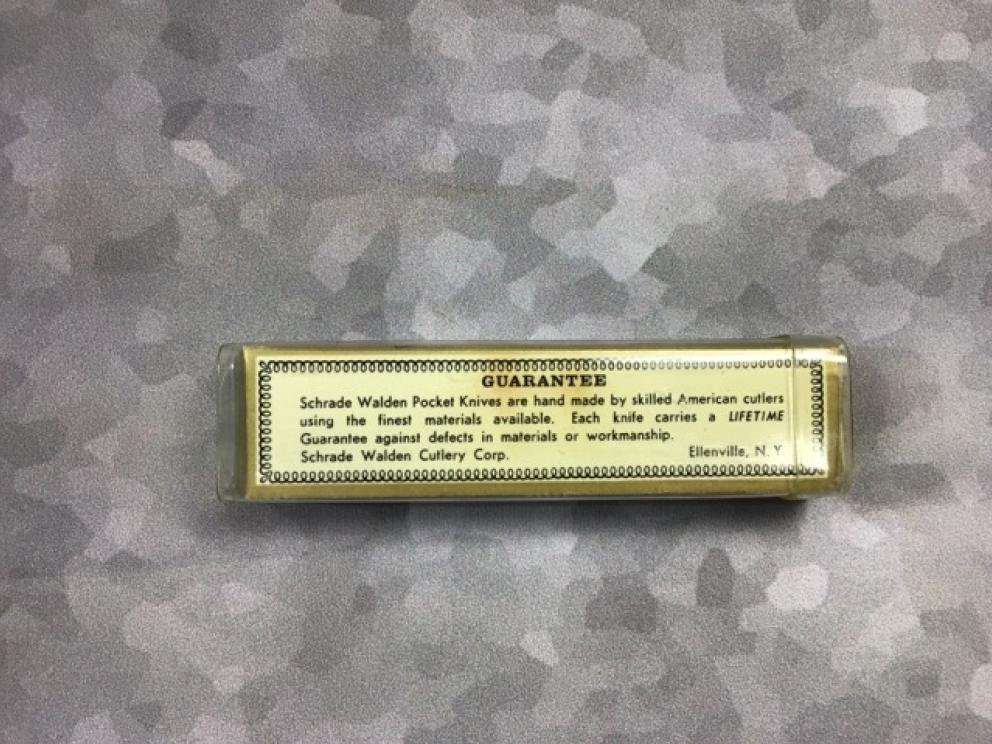 GUARANTEE
Schrade Walden Pocket Knives are hand made by skilled American cutlers
using the finest materials available. Each knife carries a LIFETIME
Guarantee against defects in materials or workmanship.
Schrade Walden Cutlery Corp. Ellenville, N. Y.